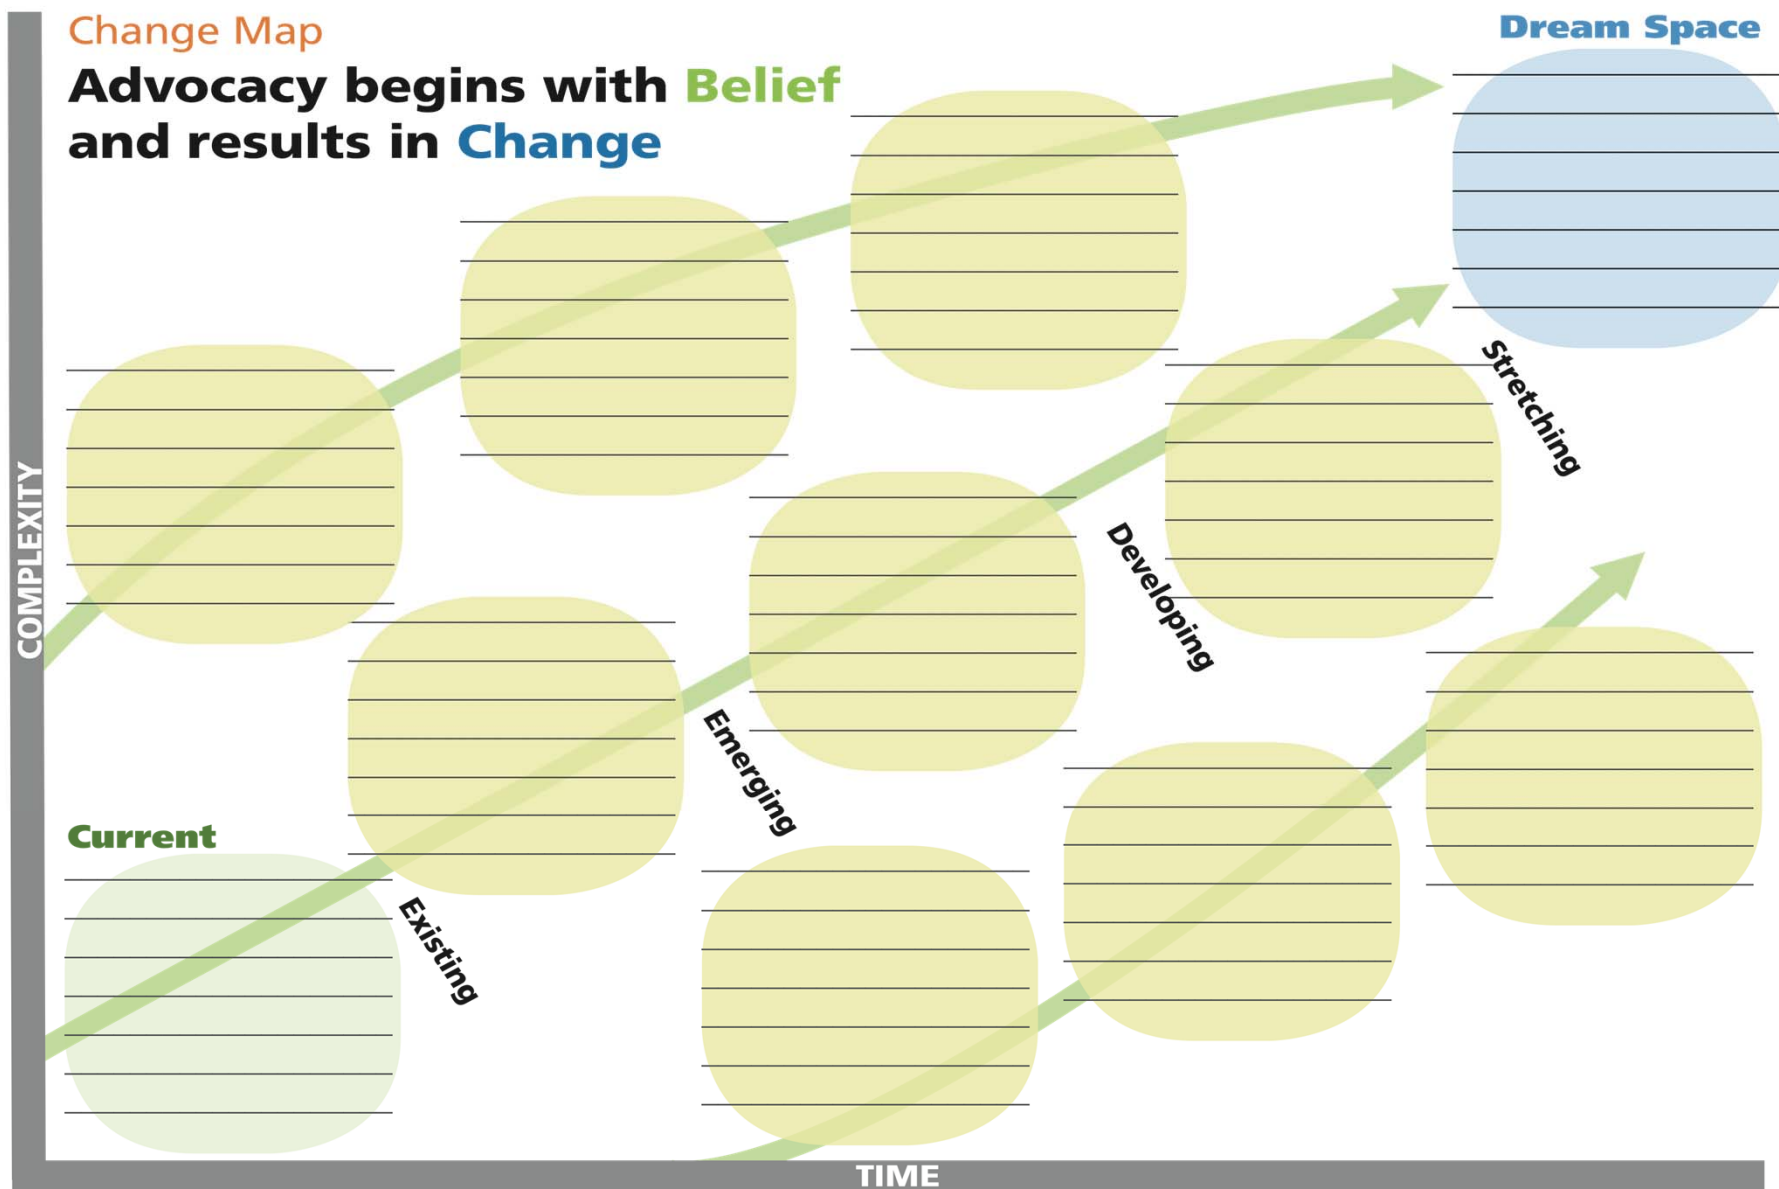 Change Map
Advocacy begins with Belief
and results in Change
Dream Space
Stretching
Developing
Emerging
Existing
Current
COMPLEXITY
TIME